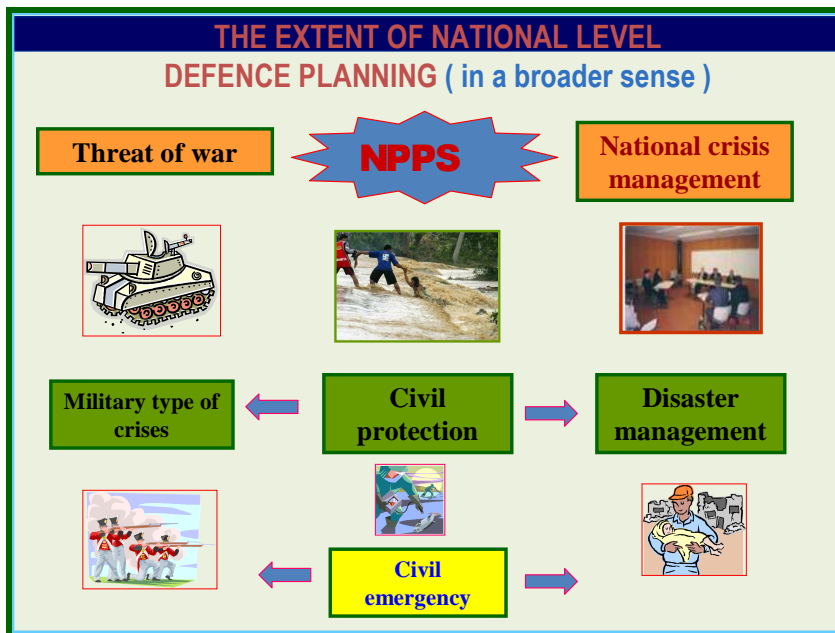 THE EXTENT OF NATIONAL LEVEL
DEFENCE PLANNING ( in a broader sense )
Threat of war
NPPS
National crisis
management
Military type of
crises
Civil
protection
Disaster
management
Civil
emergency